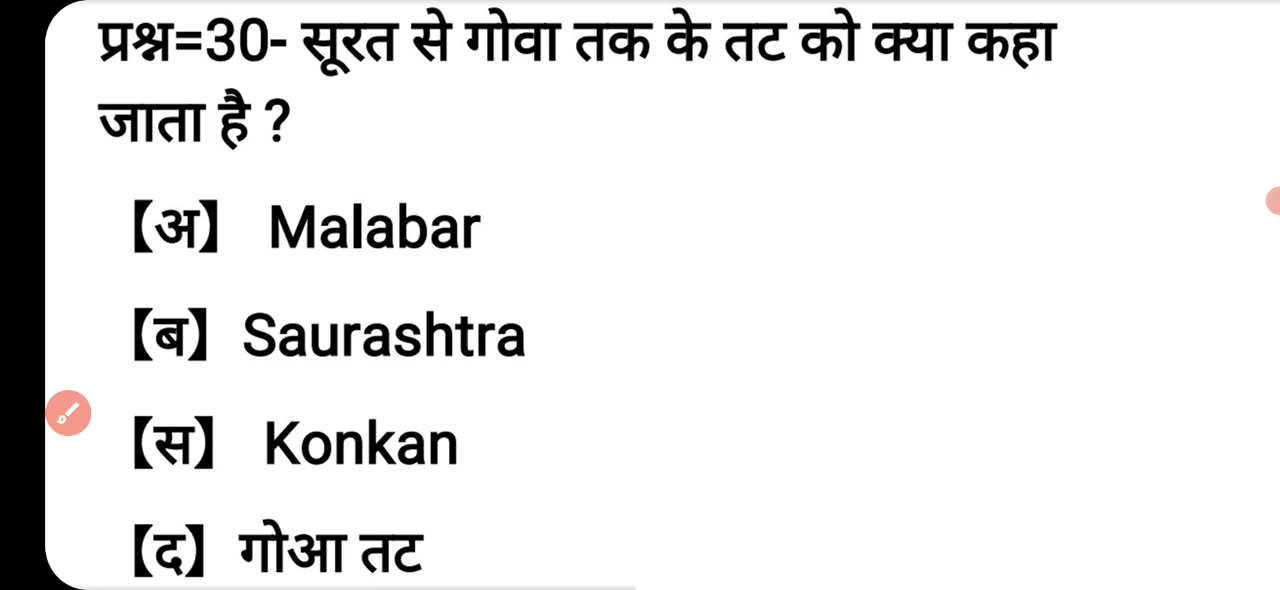 प्रश्न=30- सूरत से गोवा तक के तट को क्या कहा
जाता है ?
【अ】 Malabar
【ब】 Saurashtra
【स】 Konkan
【द】 गोआ तट